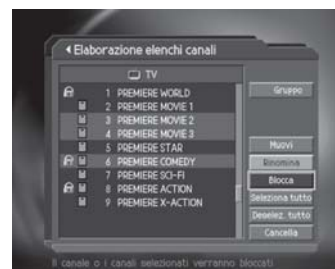 Elaborazione elenchi canali
TV
1 PREMIERE WORLD
2 PREMIERE MOVIE 1
3 PREMIERE MOVIE 2
4 PREMIERE MOVIE 3
5 PREMIERE STAR
6 PREMIERE COMEDY
7 PREMIERE SCI-FI
8 PREMIERE ACTION
9 PREMIERE X-ACTION
Gruppo
Muovi
Rinomina
Blocca
Seleziona tutto
Deselez. tutto
Cancella
Il canale o i canali selezionati verranno bloccati